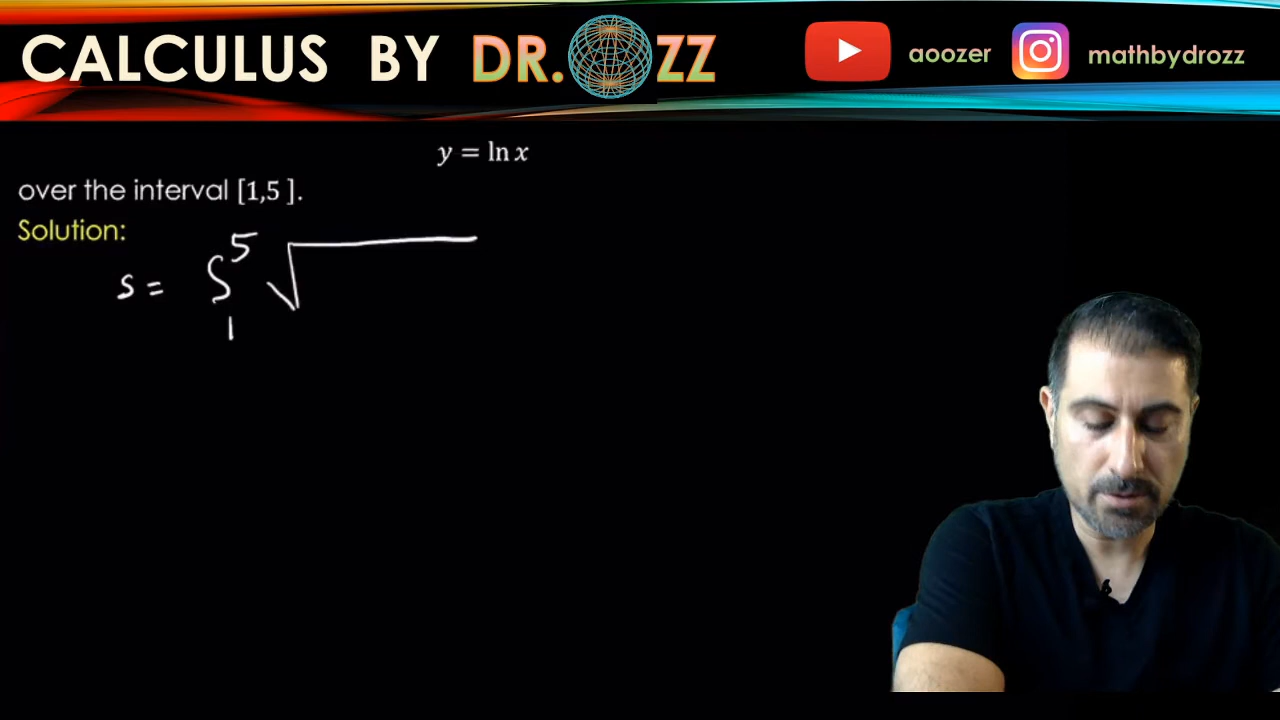 CALCULUS BY DR. ZZ
aoozer
mathbydrozz
y = ln x
over the interval [1,5 ].
Solution:
s = ∫₁⁵ √